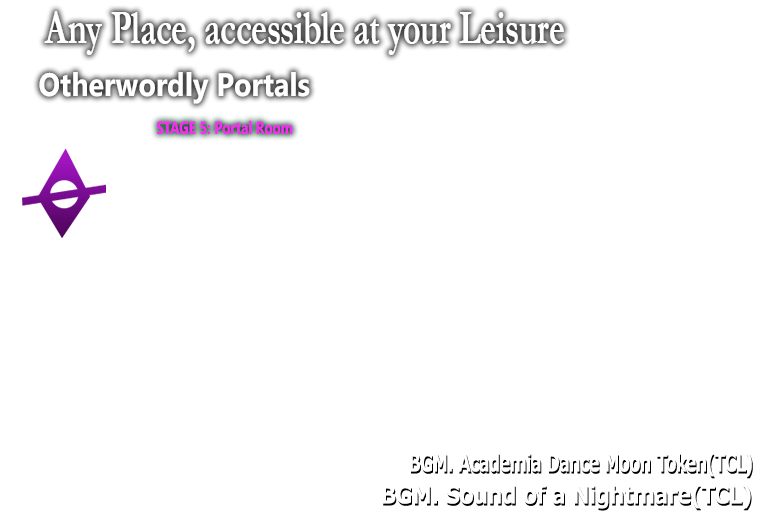 Any Place, accessible at your Leisure
Otherwordly Portals
STAGE 5: Portal Room
BGM. Academia Dance Moon Token(TCL)
BGM. Sound of a Nightmare(TCL)